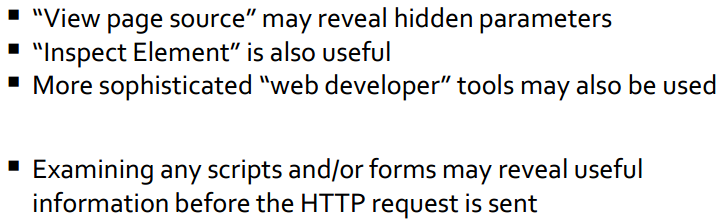 ▪ “View page source” may reveal hidden parameters
▪ “Inspect Element” is also useful
▪ More sophisticated “web developer” tools may also be used
▪ Examining any scripts and/or forms may reveal useful
information before the HTTP request is sent